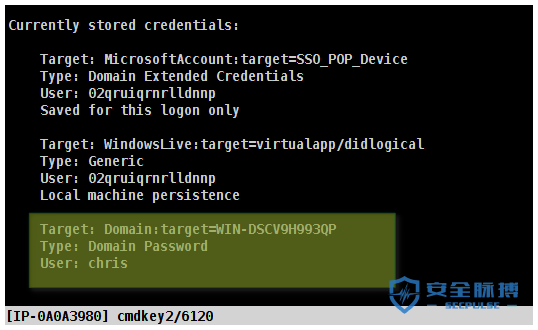 Currently stored credentials:
Target: MicrosoftAccount:target=SSO_POP_Device
Type: Domain Extended Credentials
User: 02qruiqrnrlldnnp
Saved for this logon only
Target: WindowsLive:target=virtualapp/didlogical
Type: Generic
User: 02qruiqrnrlldnnp
Local machine persistence
Target: Domain:target=WIN-DSCV9H993QP
Type: Domain Password
User: chris
安全脉搏
SECPULSE
[IP-0A0A3980] cmdkey2/6120